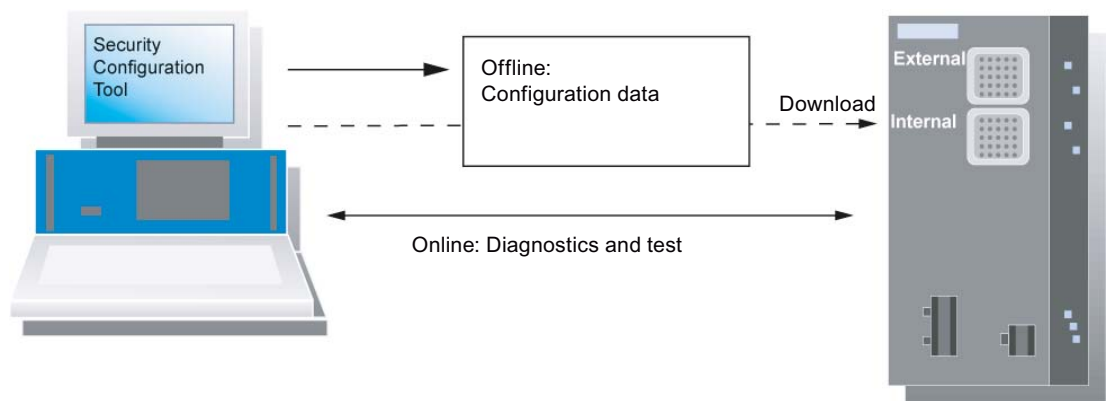 Security
Configuration
Tool
Offline:
Configuration data
Download
External
Internal
Online: Diagnostics and test